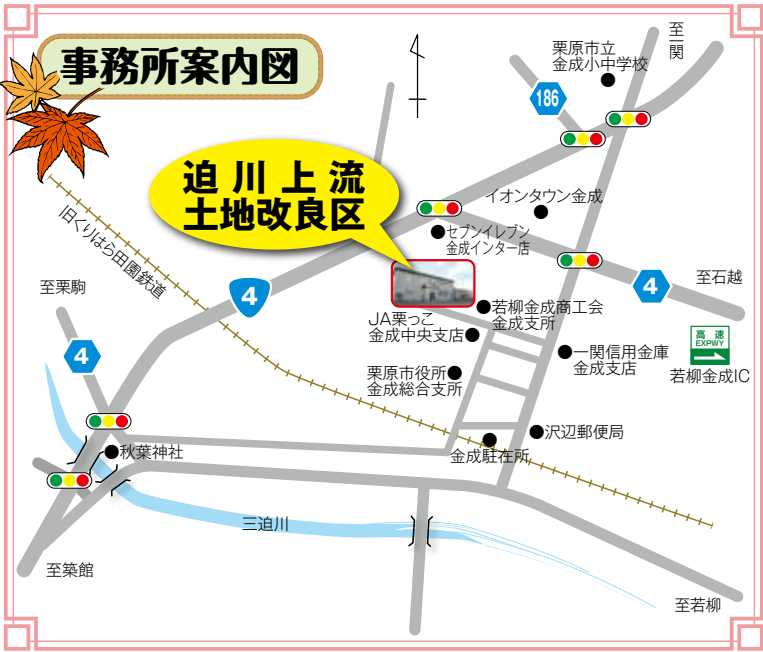 事務所案内図
至一関
栗原市立
金成小中学校
186
迫川上流
土地改良区
イオンタウン金成
セブンイレブン
金成インター店
旧くりはら田園鉄道
至栗駒
4
4
至石越
4
JA栗っこ
金成中央支店
若柳金成商工会
金成支所
高速
EXPWY
若柳金成IC
一関信用金庫
金成支店
栗原市役所
金成総合支所
沢辺郵便局
金成駐在所
秋葉神社
三迫川
至築館
至若柳